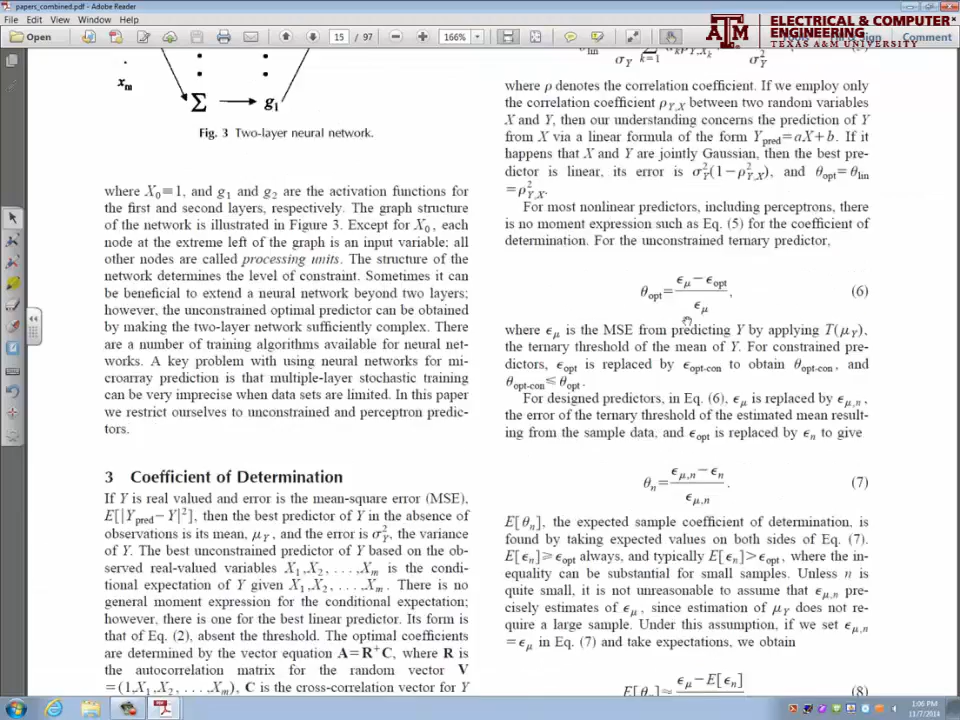 papers_combined.pdf - Adobe Reader
File Edit View Window Help
Open
15 / 97
166%
Comment
ELECTRICAL & COMPUTER
ENGINEERING
TEXAS A&M UNIVERSITY
x_m
Σ
g_1
Fig. 3 Two-layer neural network.
where X_0≡1, and g_1 and g_2 are the activation functions for
the first and second layers, respectively. The graph structure
of the network is illustrated in Figure 3. Except for X_0, each
node at the extreme left of the graph is an input variable; all
other nodes are called processing units. The structure of the
network determines the level of constraint. Sometimes it can
be beneficial to extend a neural network beyond two layers;
however, the unconstrained optimal predictor can be obtained
by making the two-layer network sufficiently complex. There
are a number of training algorithms available for neural net-
works. A key problem with using neural networks for mi-
croarray prediction is that multiple-layer stochastic training
can be very imprecise when data sets are limited. In this paper
we restrict ourselves to unconstrained and perceptron predic-
tors.
3 Coefficient of Determination
If Y is real valued and error is the mean-square error (MSE),
E[|Y_pred−Y|^2], then the best predictor of Y in the absence of
observations is its mean, μ_Y, and the error is σ_Y^2, the variance
of Y. The best unconstrained predictor of Y based on the ob-
served real-valued variables X_1,X_2, . . . ,X_m is the condi-
tional expectation of Y given X_1,X_2, . . . ,X_m. There is no
general moment expression for the conditional expectation;
however, there is one for the best linear predictor. Its form is
that of Eq. (2), absent the threshold. The optimal coefficients
are determined by the vector equation A=R^+C, where R is
the autocorrelation matrix for the random vector V
=(1,X_1,X_2, . . . ,X_m), C is the cross-correlation vector for Y
where ρ denotes the correlation coefficient. If we employ only
the correlation coefficient ρ_Y,X between two random variables
X and Y, then our understanding concerns the prediction of Y
from X via a linear formula of the form Y_pred=aX+b. If it
happens that X and Y are jointly Gaussian, then the best pre-
dictor is linear, its error is σ_Y^2(1−ρ_Y,X^2), and θ_opt=θ_lin
=ρ_Y,X^2.
For most nonlinear predictors, including perceptrons, there
is no moment expression such as Eq. (5) for the coefficient of
determination. For the unconstrained ternary predictor,
θ_opt=(ϵ_μ−ϵ_opt)/ϵ_μ, (6)
where ϵ_μ is the MSE from predicting Y by applying T(μ_Y),
the ternary threshold of the mean of Y. For constrained pre-
dictors, ϵ_opt is replaced by ϵ_opt-con to obtain θ_opt-con, and
θ_opt-con≤θ_opt.
For designed predictors, in Eq. (6), ϵ_μ is replaced by ϵ_μ,n,
the error of the ternary threshold of the estimated mean result-
ing from the sample data, and ϵ_opt is replaced by ϵ_n to give
θ_n=(ϵ_μ,n−ϵ_n)/ϵ_μ,n. (7)
E[θ_n], the expected sample coefficient of determination, is
found by taking expected values on both sides of Eq. (7).
E[ϵ_n]≥ϵ_opt always, and typically E[ϵ_n]>ϵ_opt, where the in-
equality can be substantial for small samples. Unless n is
quite small, it is not unreasonable to assume that ϵ_μ,n pre-
cisely estimates of ϵ_μ, since estimation of μ_Y does not re-
quire a large sample. Under this assumption, if we set ϵ_μ,n
=ϵ_μ in Eq. (7) and take expectations, we obtain
E[θ_n]≈(ϵ_μ−E[ϵ_n]) (8)
1:06 PM